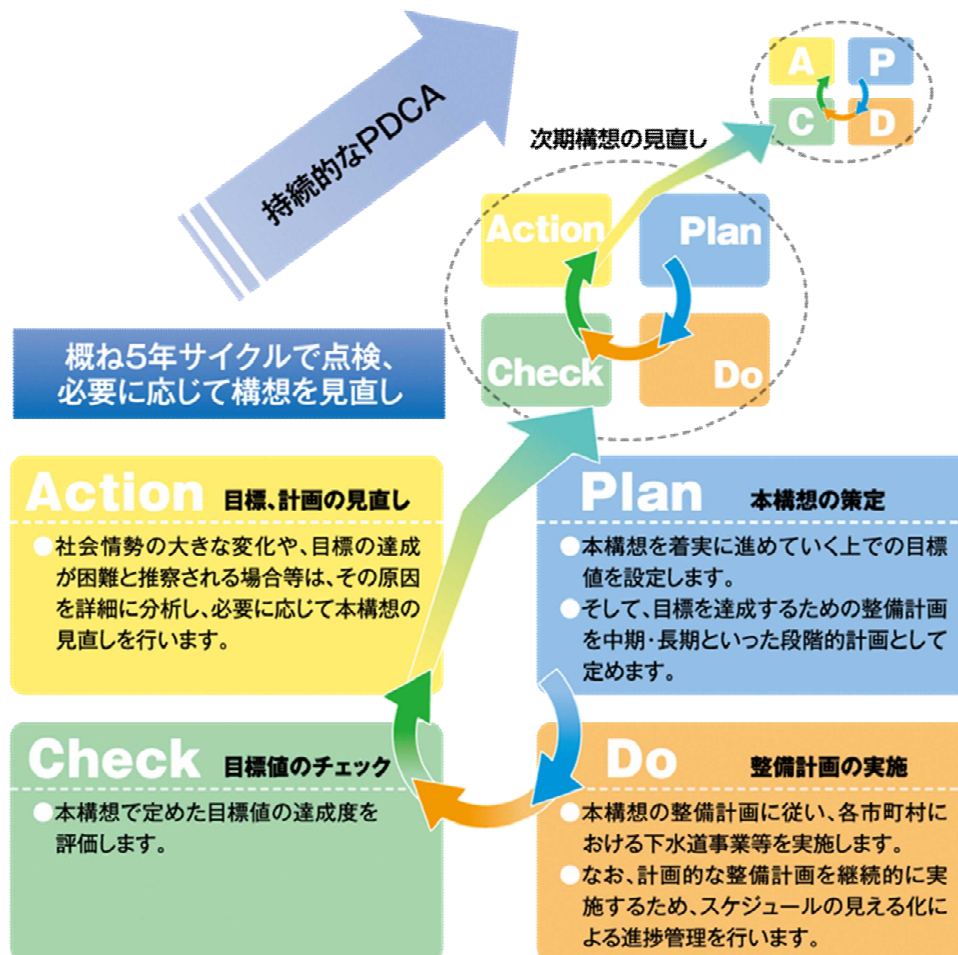 持続的なPDCA
A
P
C
D
次期構想の見直し
Action
Plan
Check
Do
概ね5年サイクルで点検、
必要に応じて構想を見直し
Action 目標、計画の見直し
●社会情勢の大きな変化や、目標の達成
が困難と推察される場合等は、その原因
を詳細に分析し、必要に応じて本構想の
見直しを行います。
Plan 本構想の策定
●本構想を着実に進めていく上での目標
値を設定します。
●そして、目標を達成するための整備計画
を中期・長期といった段階的計画として
定めます。
Check 目標値のチェック
●本構想で定めた目標値の達成度を
評価します。
Do 整備計画の実施
●本構想の整備計画に従い、各市町村に
おける下水道事業等を実施します。
●なお、計画的な整備計画を継続的に実
施するため、スケジュールの見える化に
よる進捗管理を行います。